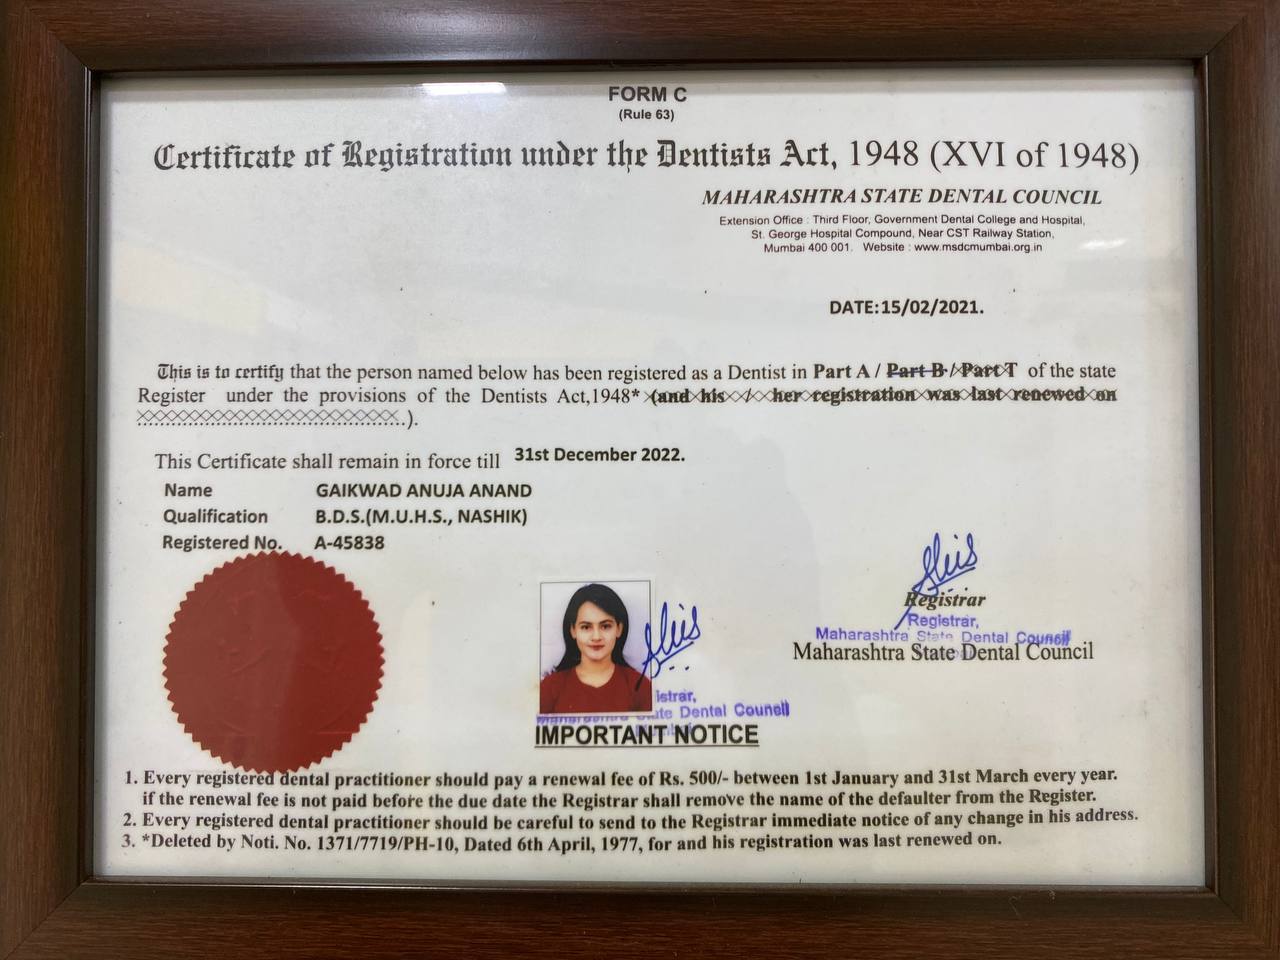 FORM C
(Rule 63)
Certificate of Registration under the Dentists Act, 1948 (XVI of 1948)
MAHARASHTRA STATE DENTAL COUNCIL
Extension Office : Third Floor, Government Dental College and Hospital,
St. George Hospital Compound, Near CST Railway Station,
Mumbai 400 001. Website : www.msdcmumbai.org.in
DATE:15/02/2021.
This is to certify that the person named below has been registered as a Dentist in Part A / Part B / Part T of the state
Register under the provisions of the Dentists Act,1948* (and his / her registration was last renewed on
XXXXXXXXXXXXXXXXXXXXXXXXXX.).
This Certificate shall remain in force till 31st December 2022.
Name GAIKWAD ANUJA ANAND
Qualification B.D.S.(M.U.H.S., NASHIK)
Registered No. A-45838
Registrar
Registrar,
Maharashtra State Dental Council
Maharashtra State Dental Council
istrar,
Maharashtra State Dental Council
IMPORTANT NOTICE
1. Every registered dental practitioner should pay a renewal fee of Rs. 500/- between 1st January and 31st March every year.
if the renewal fee is not paid before the due date the Registrar shall remove the name of the defaulter from the Register.
2. Every registered dental practitioner should be careful to send to the Registrar immediate notice of any change in his address.
3. *Deleted by Noti. No. 1371/7719/PH-10, Dated 6th April, 1977, for and his registration was last renewed on.